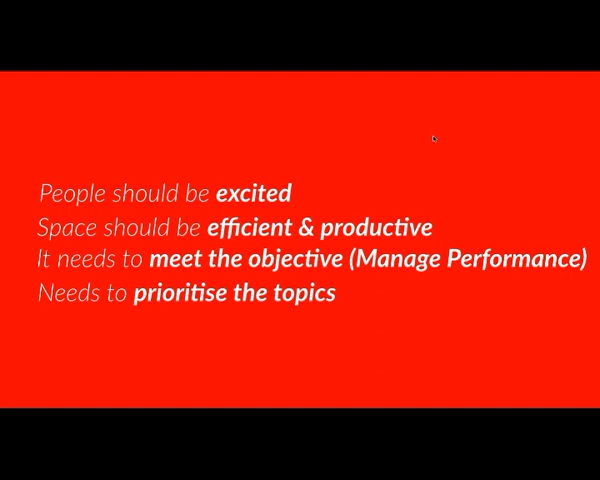 People should be excited
Space should be efficient & productive
It needs to meet the objective (Manage Performance)
Needs to prioritise the topics